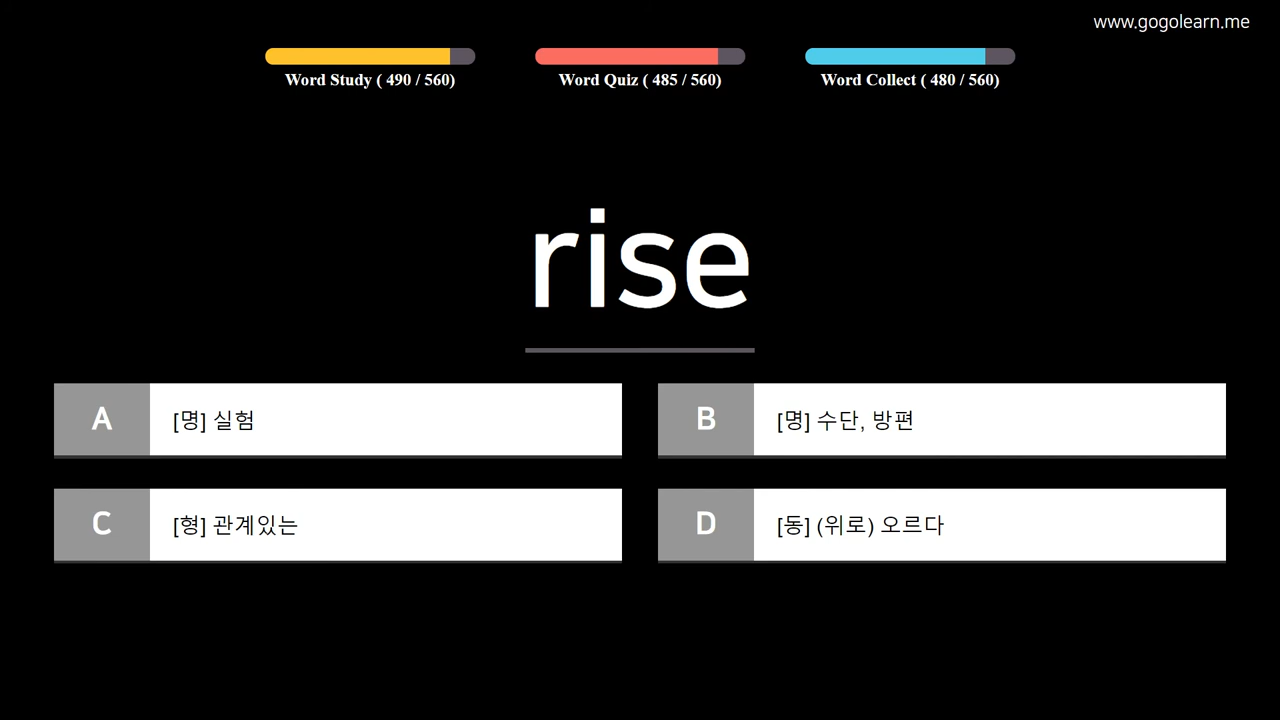 www.gogolearn.me
Word Study ( 490 / 560)
Word Quiz ( 485 / 560)
Word Collect ( 480 / 560)
rise
A [명] 실험
B [명] 수단, 방편
C [형] 관계있는
D [동] (위로) 오르다